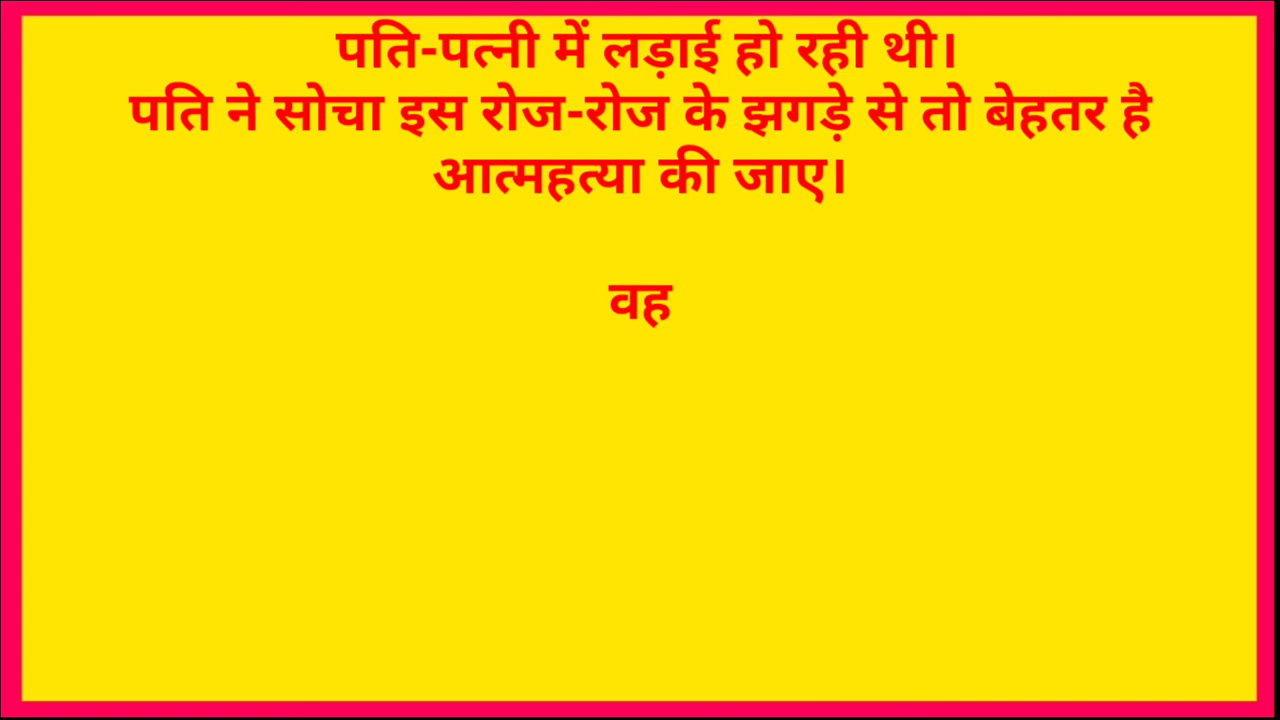 पति-पत्नी में लड़ाई हो रही थी।
पति ने सोचा इस रोज-रोज के झगड़े से तो बेहतर है
आत्महत्या की जाए।
वह